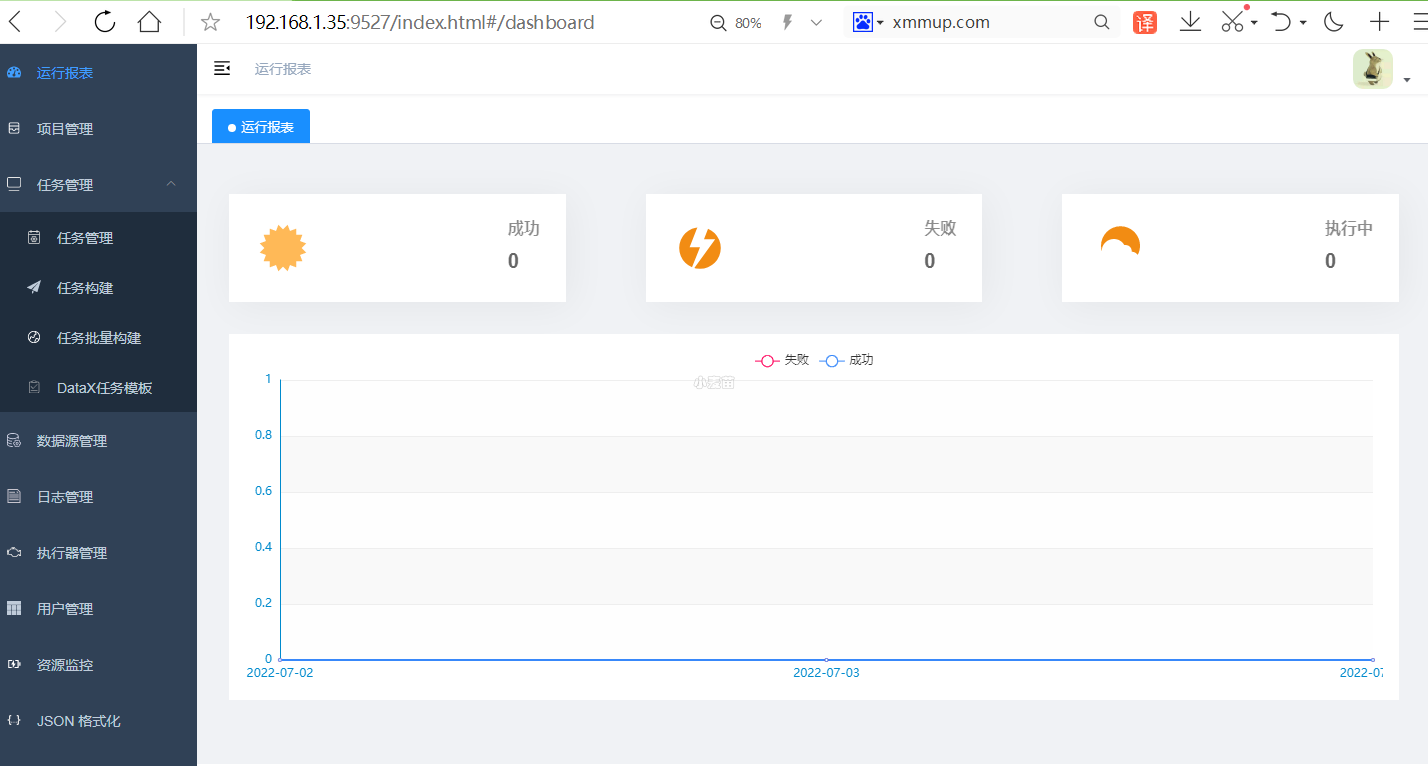 192.168.1.35:9527/index.html#/dashboard
80%
xmmup.com
译
运行报表
项目管理
任务管理
任务管理
任务构建
任务批量构建
DataX任务模板
数据源管理
日志管理
执行器管理
用户管理
资源监控
JSON 格式化
运行报表
运行报表
成功
0
失败
0
执行中
0
失败 成功
1
0.8
0.6
0.4
0.2
0
2022-07-02 2022-07-03 2022-07